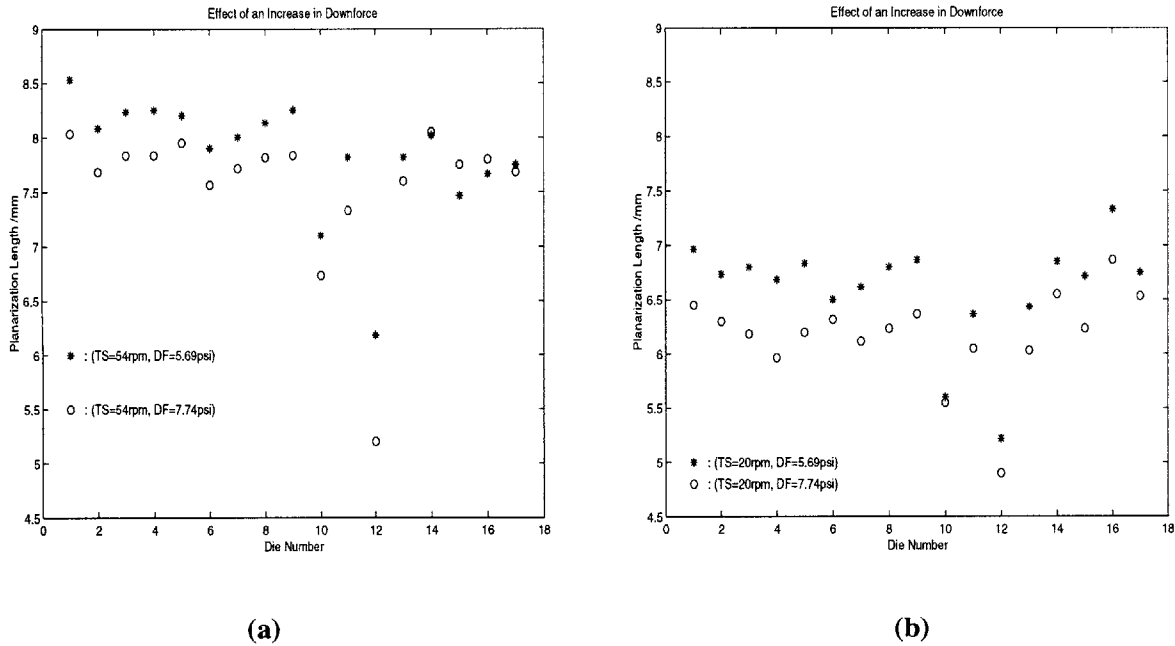 Effect of an Increase in Downforce
9
8.5
8
7.5
7
6.5
6
5.5
5
4.5
Planarization Length /mm
* : (TS=54rpm, DF=5.69psi)
o : (TS=54rpm, DF=7.74psi)
0 2 4 6 8 10 12 14 16 18
Die Number
(a)
Effect of an Increase in Downforce
9
8.5
8
7.5
7
6.5
6
5.5
5
4.5
Planarization Length /mm
* : (TS=20rpm, DF=5.69psi)
o : (TS=20rpm, DF=7.74psi)
0 2 4 6 8 10 12 14 16 18
Die Number
(b)